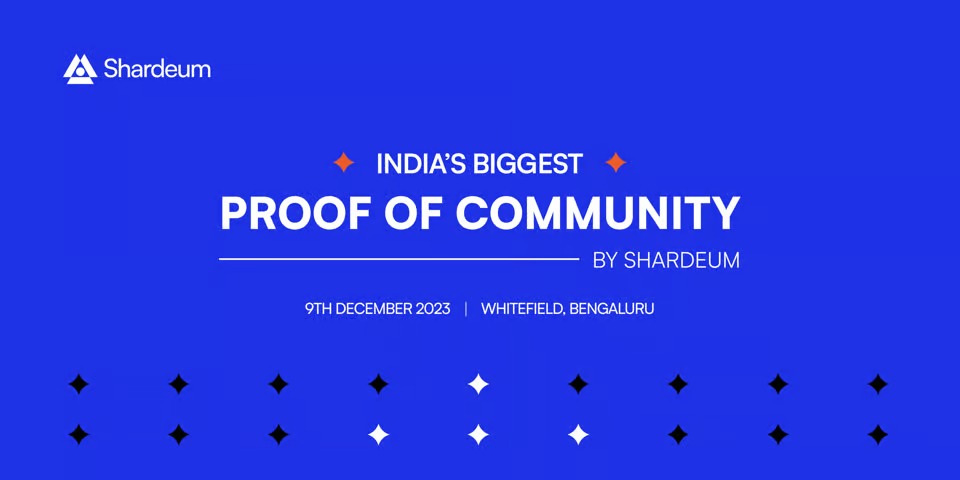 Shardeum
INDIA'S BIGGEST
PROOF OF COMMUNITY
BY SHARDEUM
9TH DECEMBER 2023 | WHITEFIELD, BENGALURU